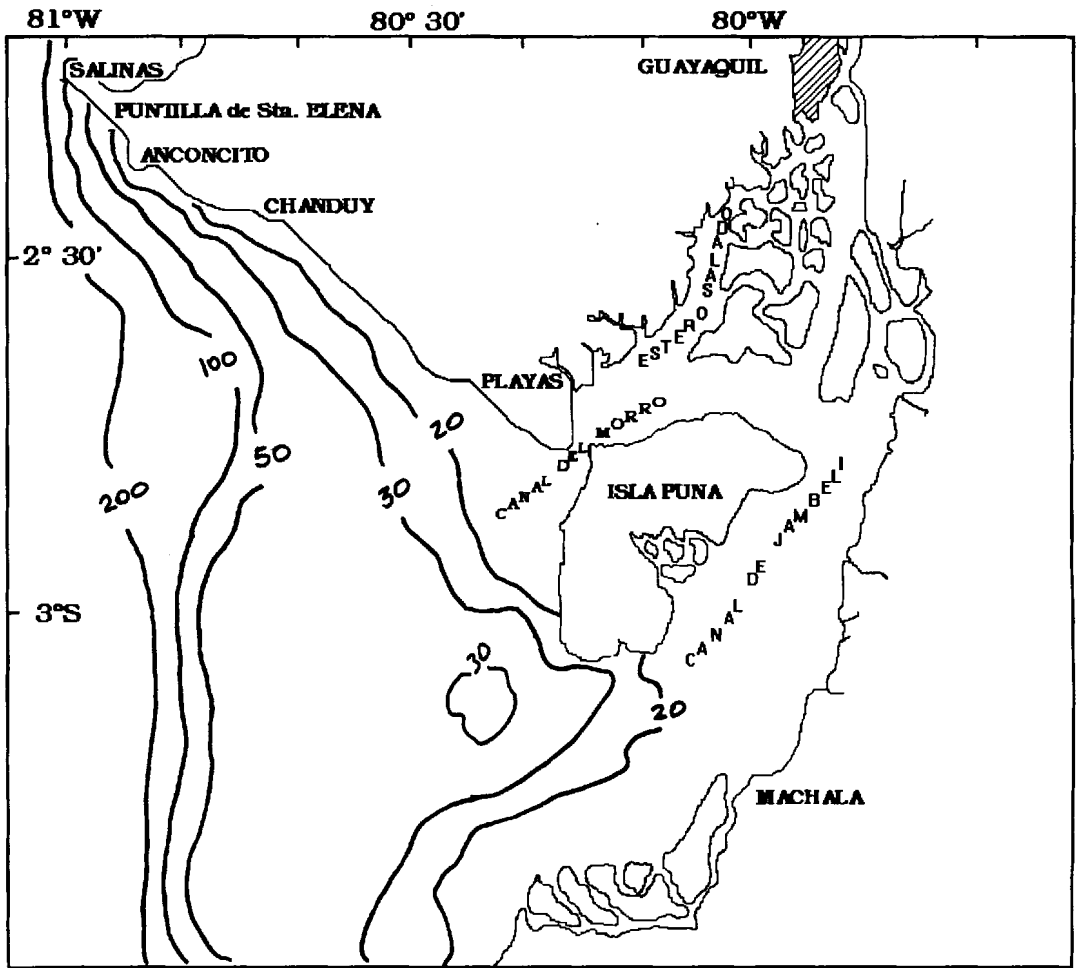 81°W
80° 30'
80°W
SALINAS
GUAYAQUIL
PUNTILLA de Sta. ELENA
ANCONCITO
CHANDUY
2° 30'
ESTERO SALADO
100
PLAYAS
20
CANAL DEL MORRO
50
200
30
ISLA PUNA
CANAL DE JAMBELI
3°S
30
20
MACHALA